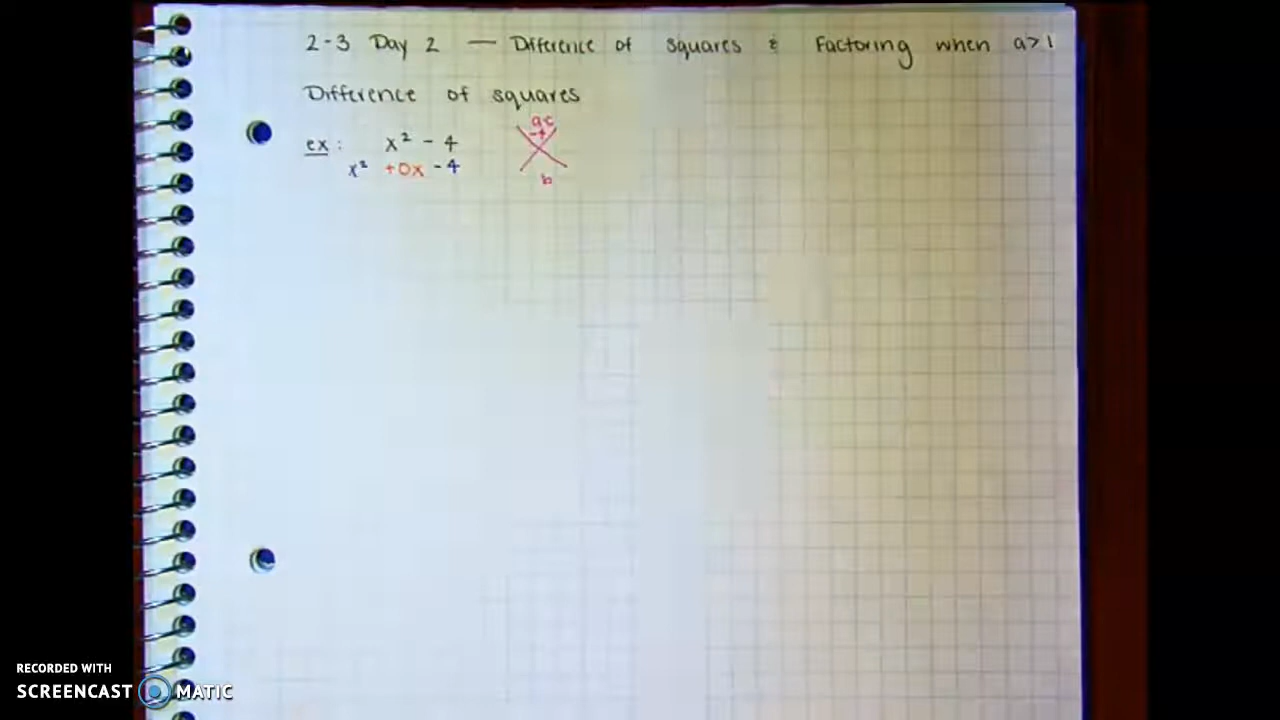 2-3 Day 2 — Difference of squares & Factoring when a>1
Difference of squares
ex: x² - 4
x² +0x -4
ac
-4
b
RECORDED WITH
SCREENCAST MATIC